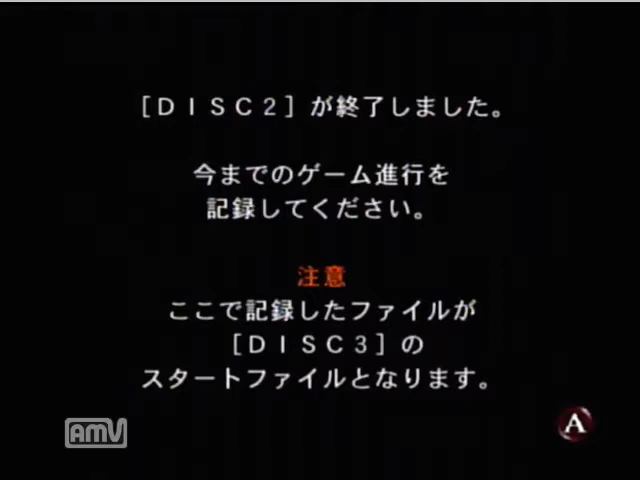 ［ＤＩＳＣ２］が終了しました。
今までのゲーム進行を
記録してください。
注意
ここで記録したファイルが
［ＤＩＳＣ３］の
スタートファイルとなります。
A
AMV